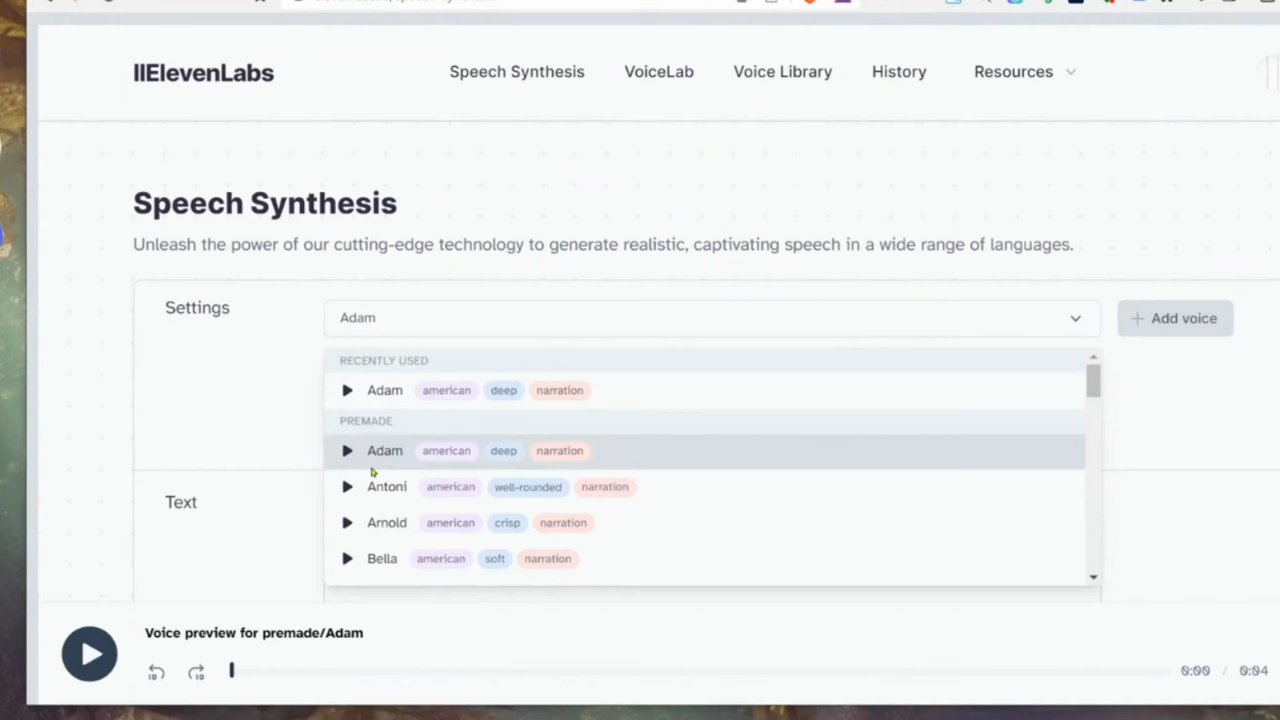 IIElevenLabs
Speech Synthesis
VoiceLab
Voice Library
History
Resources
Speech Synthesis
Unleash the power of our cutting-edge technology to generate realistic, captivating speech in a wide range of languages.
Settings
Adam
+ Add voice
RECENTLY USED
Adam american deep narration
PREMADE
Adam american deep narration
Antoni american well-rounded narration
Arnold american crisp narration
Bella american soft narration
Text
Voice preview for premade/Adam
10 10
0:00 / 0:04